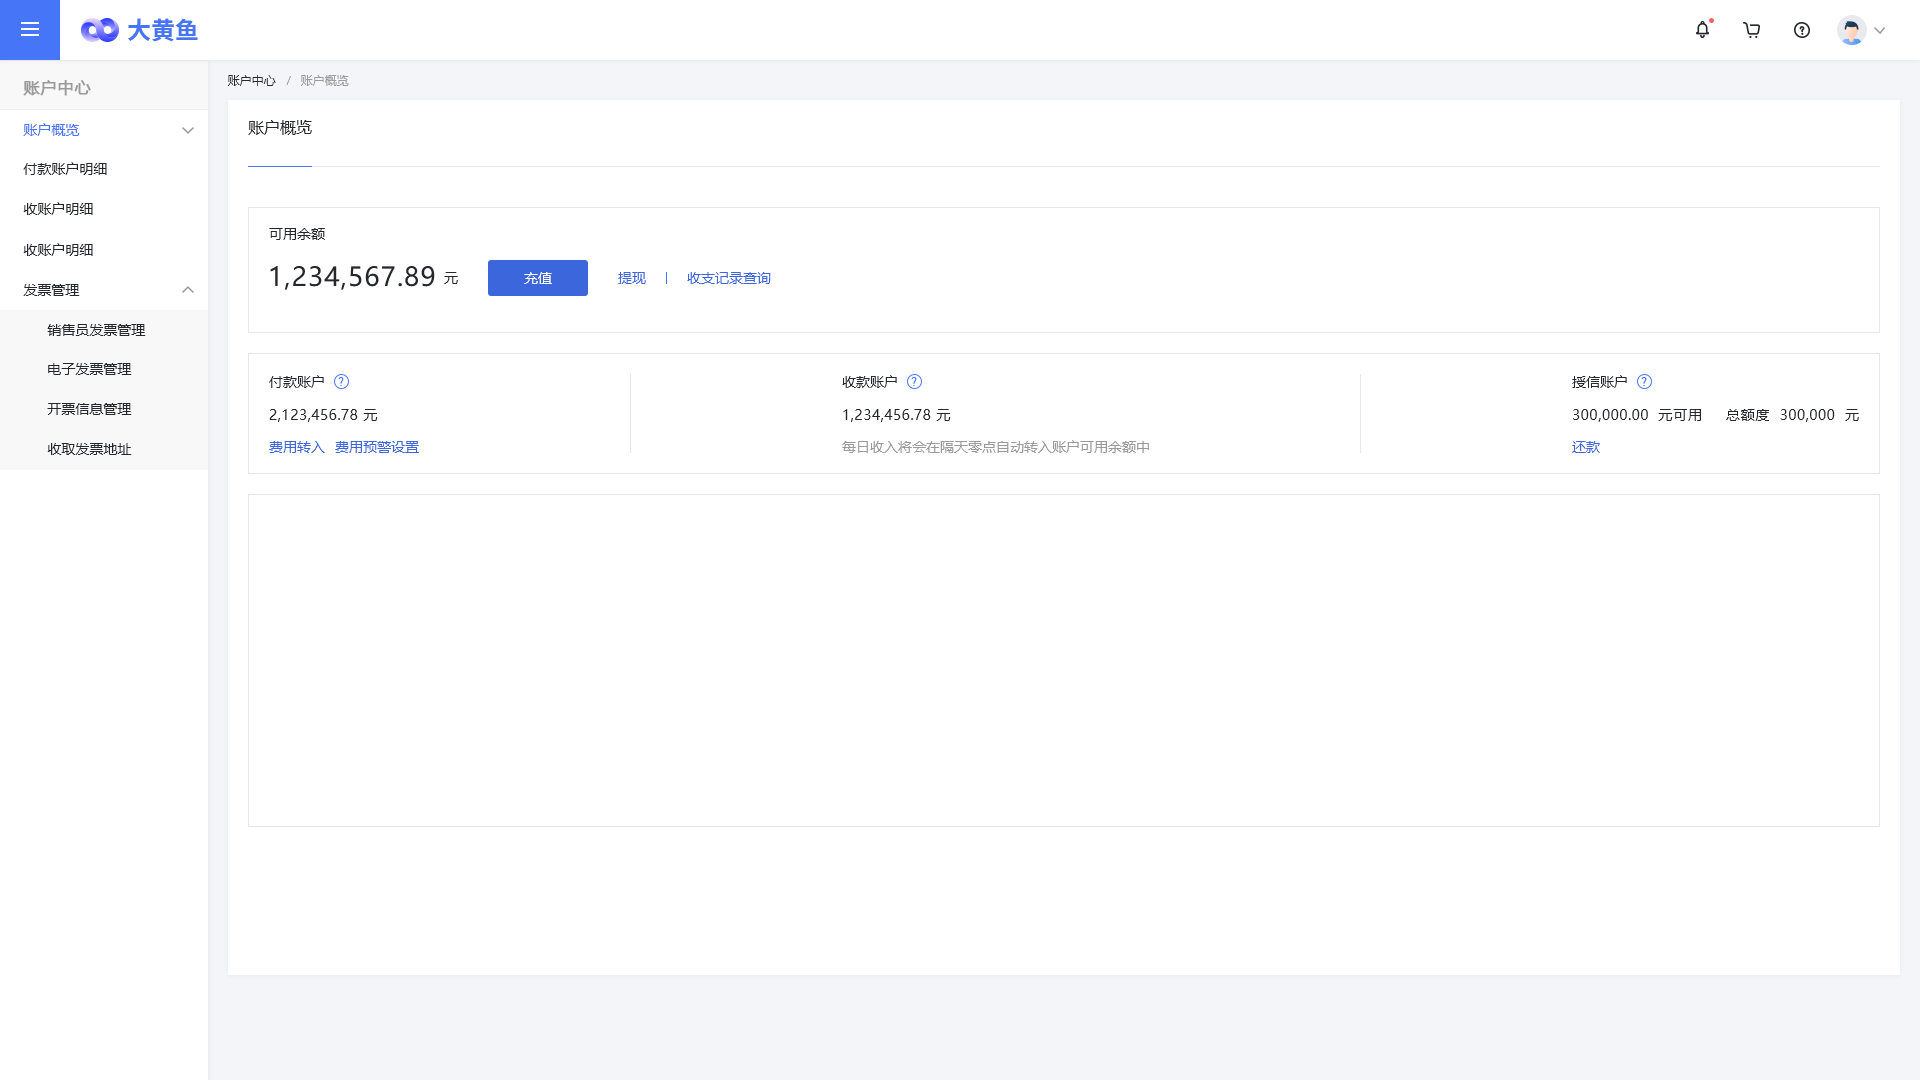 大黄鱼
账户中心 / 账户概览
账户中心
账户概览
付款账户明细
收账户明细
收账户明细
发票管理
销售员发票管理
电子发票管理
开票信息管理
收取发票地址
账户概览
可用余额
1,234,567.89 元 充值 提现 | 收支记录查询
付款账户 ?
2,123,456.78 元
费用转入 费用预警设置
收款账户 ?
1,234,456.78 元
每日收入将会在隔天零点自动转入账户可用余额中
授信账户 ?
300,000.00 元可用 总额度 300,000 元
还款